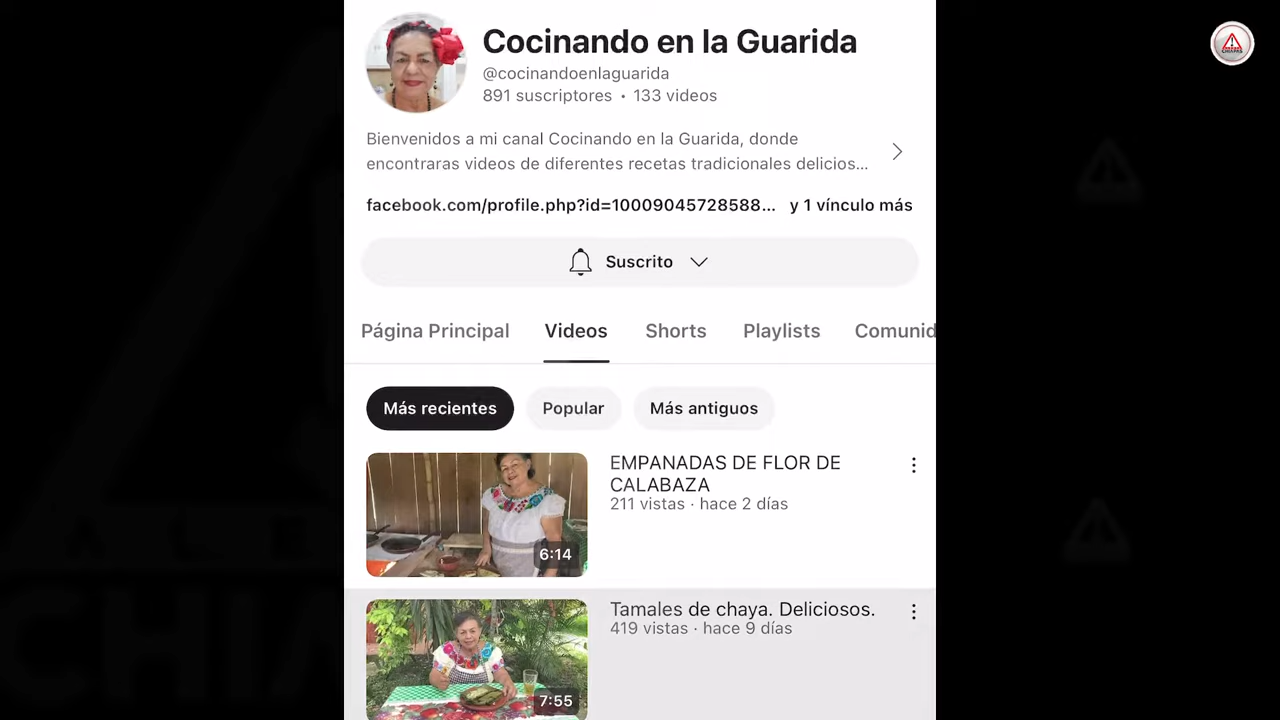 Cocinando en la Guarida
@cocinandoenlaguarida
891 suscriptores • 133 videos
Bienvenidos a mi canal Cocinando en la Guarida, donde
encontraras videos de diferentes recetas tradicionales delicios...
facebook.com/profile.php?id=10009045728588... y 1 vínculo más
Suscrito
Página Principal Videos Shorts Playlists Comunid
Más recientes Popular Más antiguos
EMPANADAS DE FLOR DE
CALABAZA
211 vistas · hace 2 días
6:14
Tamales de chaya. Deliciosos.
419 vistas · hace 9 días
7:55
CHIAPAS